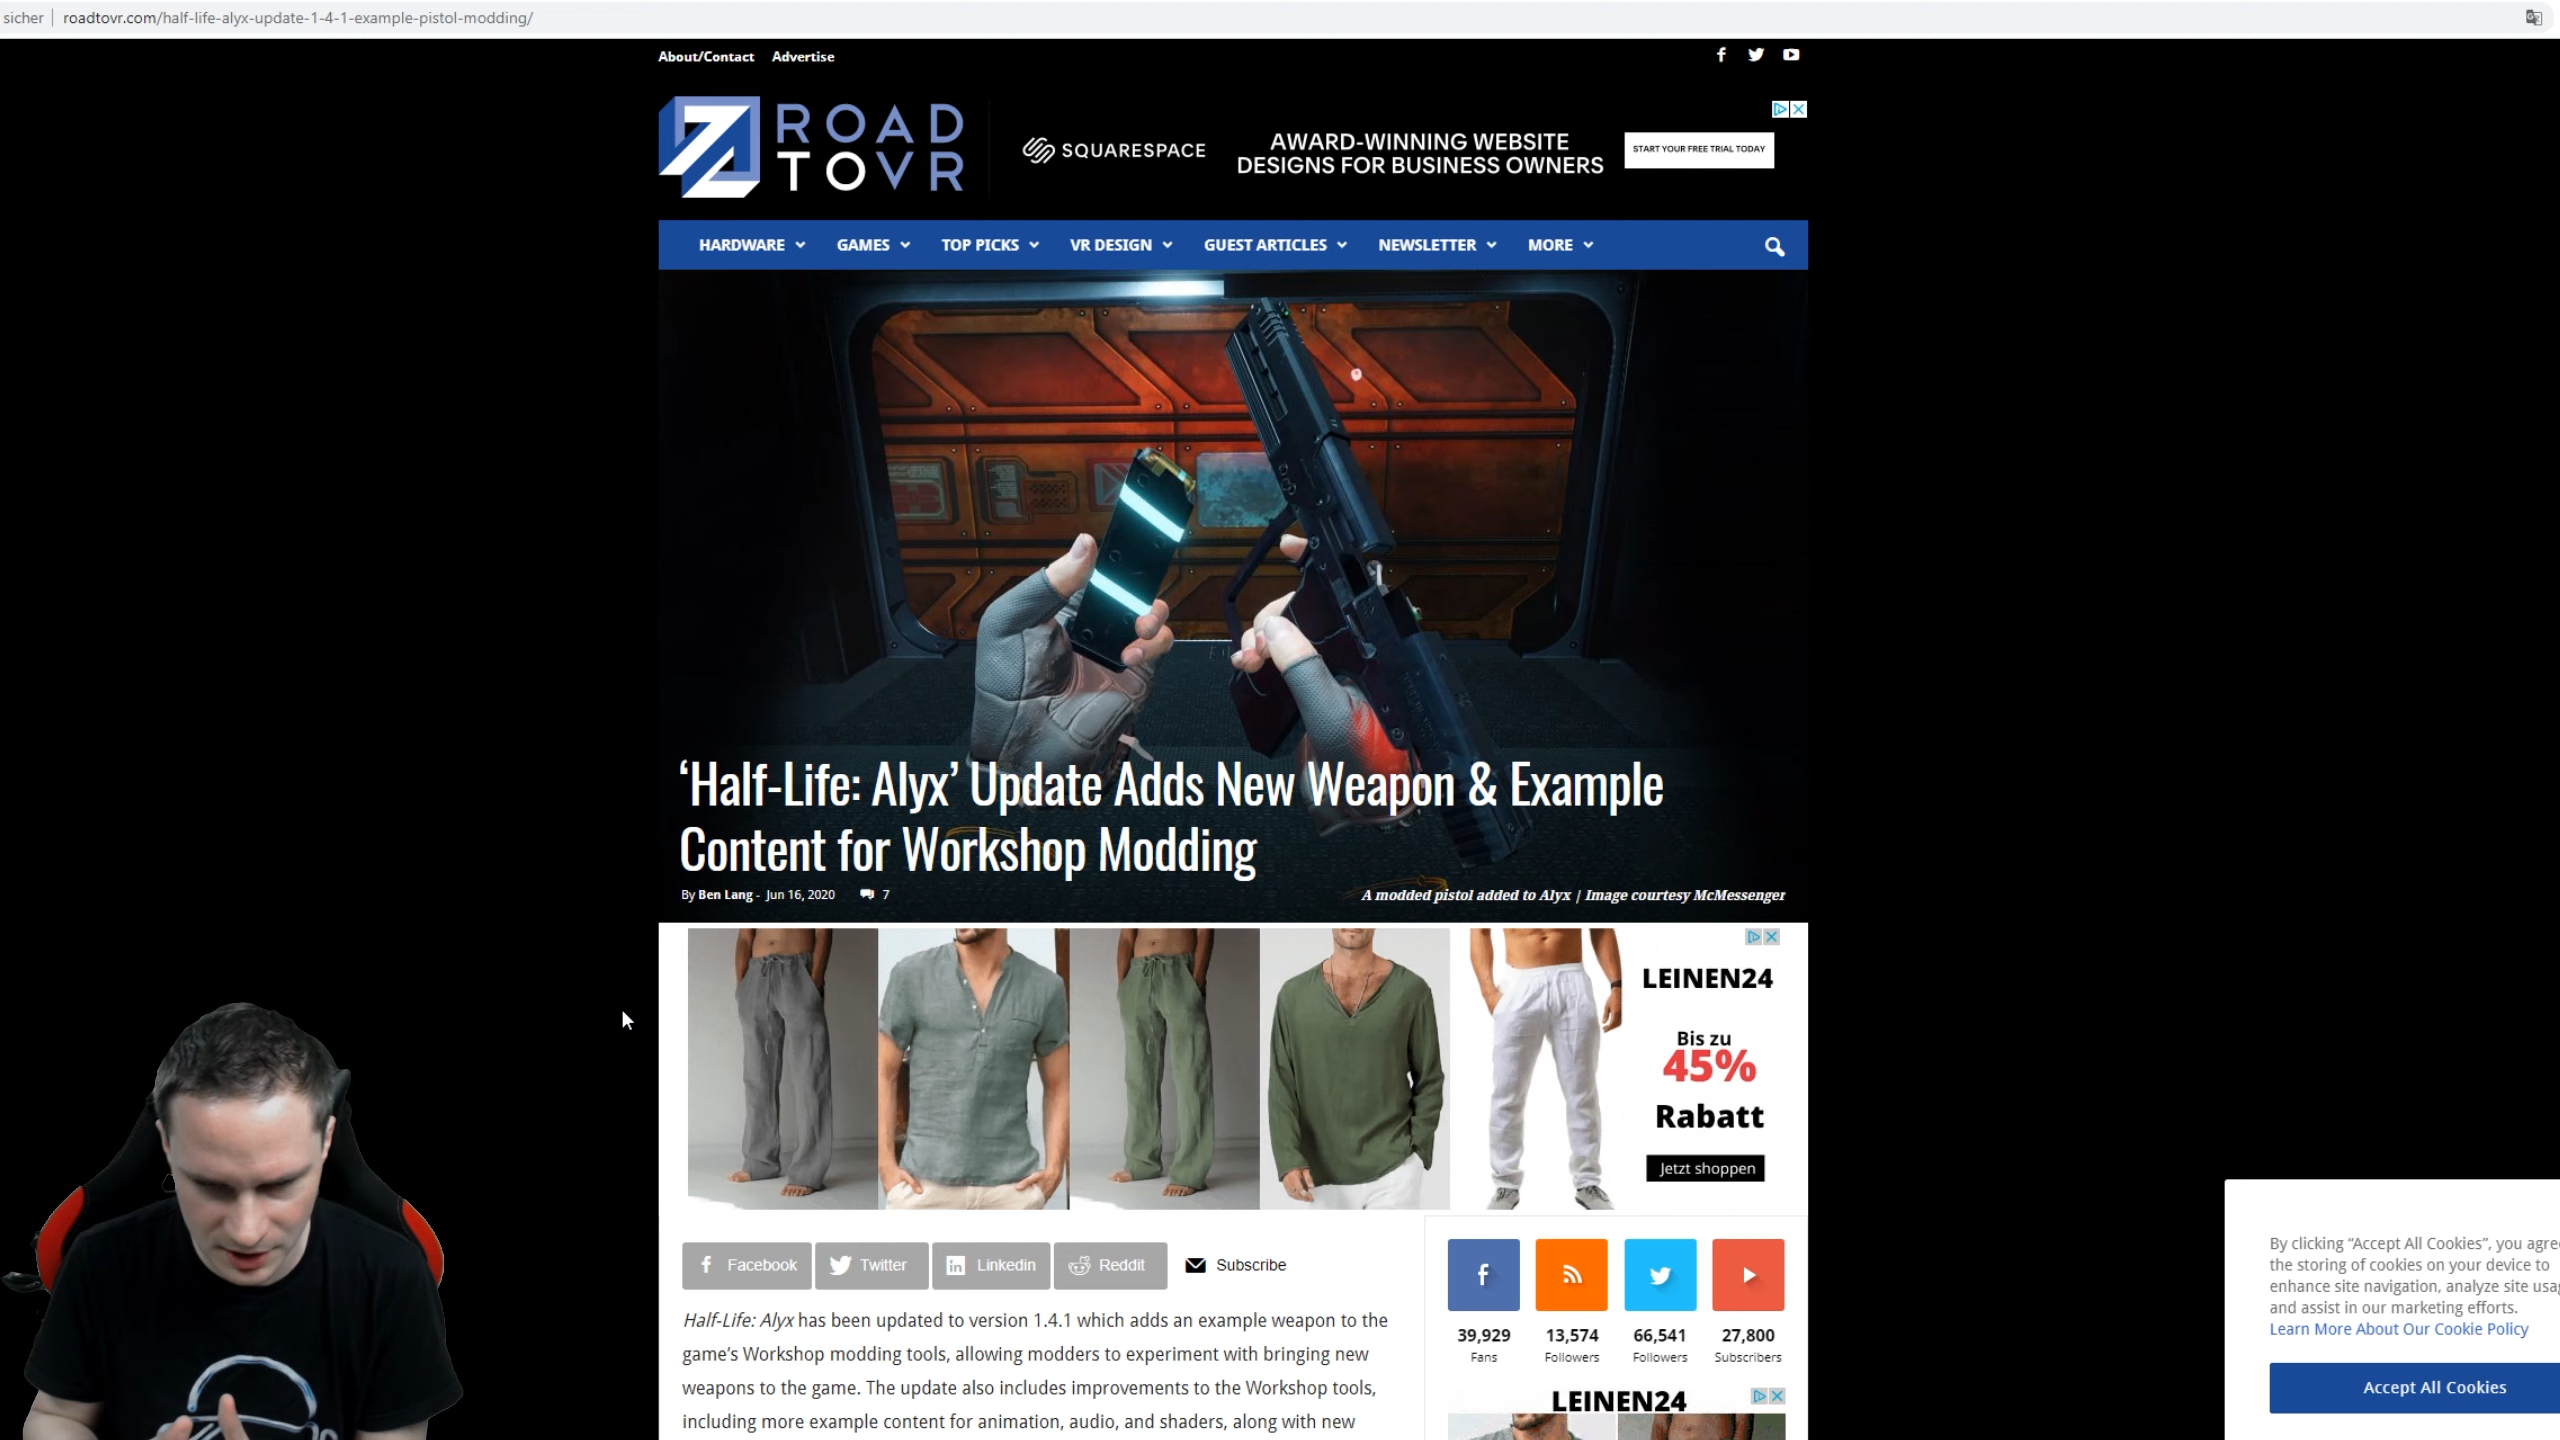 sicher | roadtovr.com/half-life-alyx-update-1-4-1-example-pistol-modding/
About/Contact Advertise
ROAD
TOVR
SQUARESPACE
AWARD-WINNING WEBSITE
DESIGNS FOR BUSINESS OWNERS
START YOUR FREE TRIAL TODAY
HARDWARE GAMES TOP PICKS VR DESIGN GUEST ARTICLES NEWSLETTER MORE
‘Half-Life: Alyx’ Update Adds New Weapon & Example
Content for Workshop Modding
By Ben Lang - Jun 16, 2020 7
A modded pistol added to Alyx | Image courtesy McMessenger
LEINEN24
Bis zu
45%
Rabatt
Jetzt shoppen
Facebook Twitter Linkedin Reddit Subscribe
Half-Life: Alyx has been updated to version 1.4.1 which adds an example weapon to the
game’s Workshop modding tools, allowing modders to experiment with bringing new
weapons to the game. The update also includes improvements to the Workshop tools,
including more example content for animation, audio, and shaders, along with new
39,929 13,574 66,541 27,800
Fans Followers Followers Subscribers
LEINEN24
By clicking “Accept All Cookies”, you agre
the storing of cookies on your device to
enhance site navigation, analyze site usag
and assist in our marketing efforts.
Learn More About Our Cookie Policy
Accept All Cookies